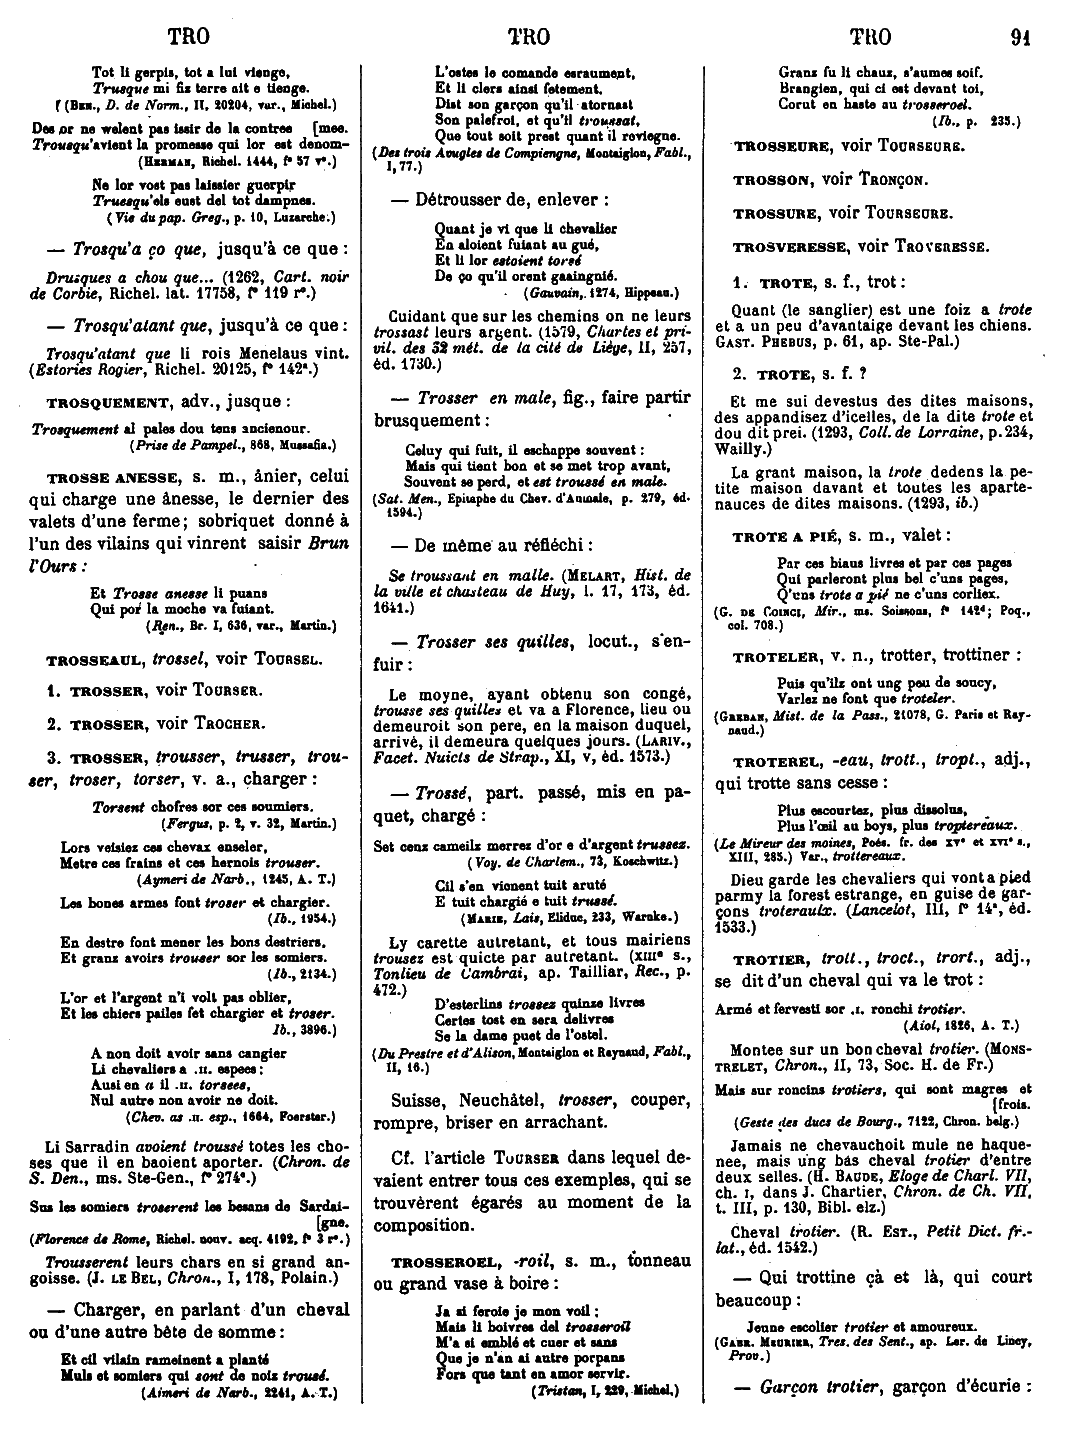 TRO
TRO
TRO 91
Tot li gerpis, tot a lui vienge,
Trusque mi fiz terre ait e tienge.
(BEN., D. de Norm., II, 20204, var., Michel.)
Des or ne welent pas issir de la contree [mee.
Trousqu'avient la promesse qui lor est denom-
(HERMAN, Richel. 1444, f° 57 v°.)
Ne lor vost pas laissier guerpir
Truesqu'els eust del tot dampnes.
(Vie du pap. Greg., p. 10, Luzarche.)
— Trosqu'a ço que, jusqu'à ce que :
Drusques a chou que... (1262, Cart. noir
de Corbie, Richel. lat. 17758, f° 119 r°.)
— Trosqu'atant que, jusqu'à ce que :
Trosqu'atant que li rois Menelaus vint.
(Estories Rogier, Richel. 20125, f° 142ª.)
TROSQUEMENT, adv., jusque :
Trosquement al pales dou tens ancienour.
(Prise de Pampel., 868, Mussafia.)
TROSSE ANESSE, s. m., ânier, celui
qui charge une ânesse, le dernier des
valets d'une ferme; sobriquet donné à
l'un des vilains qui vinrent saisir Brun
l'Ours :
Et Trosse anesse li puans
Qui por la moche va fuiant.
(Ren., Br. I, 636, var., Martin.)
TROSSEAUL, trossel, voir TOURSEL.
1. TROSSER, voir TOURSER.
2. TROSSER, voir TROCHER.
3. TROSSER, trousser, trusser, trou-
ser, troser, torser, v. a., charger :
Torsent chofres sor ces soumiers.
(Fergus, p. 2, v. 32, Martin.)
Lors veissiez ces chevax enseler,
Metre ces frains et ces hernois trouser.
(Aymeri de Narb., 1245, A. T.)
Les bones armes font troser et chargier.
(Ib., 1954.)
En destre font mener les bons destriers.
Et granz avoirs trouser sor les somiers.
(Ib., 2134.)
L'or et l'argent n'i volt pas oblier,
Et les chiers pailes fet chargier et troser.
Ib., 3896.)
A non doit avoir sans cangier
Li chevaliers a .II. espees :
Ausi en a il .II. torsees,
Nul autre non avoir ne doit.
(Chev. as .II. esp., 1664, Foerster.)
Li Sarradin avoient troussé totes les cho-
ses que il en baoient aporter. (Chron. de
S. Den., ms. Ste-Gen., f° 274ª.)
Sus les somiers troserent les besans de Sardai-
[gne.
(Florence de Rome, Richel. nouv. acq. 4192, f° 3 r°.)
Trousserent leurs chars en si grand an-
goisse. (J. LE BEL, Chron., I, 178, Polain.)
— Charger, en parlant d'un cheval
ou d'une autre bête de somme :
Et cil vilain rameinent a planté
Muls et somiers qui sont de nois trousé.
(Aimeri de Narb., 2241, A. T.)
L'ostes le comande esraument,
Et li clers ainsi fetement.
Dist son garçon qu'il atornast
Son palefroi, et qu'il troussat,
Que tout soit prest quant il reviegne.
(Des trois Avugles de Compiengne, Montaiglon, Fabl.,
I, 77.)
— Détrousser de, enlever :
Quant je vi que li chevalier
En aloient fuiant au gué,
Et li lor estoient torsé
De ço qu'il orent gaaingnié.
(Gauvain, 1274, Hippeau.)
Cuidant que sur les chemins on ne leurs
trossast leurs argent. (1579, Chartes et pri-
vil. des 32 mét. de la cité de Liège, II, 257,
éd. 1730.)
— Trosser en male, fig., faire partir
brusquement :
Celuy qui fuit, il eschappe souvent :
Mais qui tient bon et se met trop avant,
Souvent se perd, et est troussé en male.
(Sat. Men., Epitaphe du Chev. d'Aumale, p. 279, éd.
1594.)
— De même au réfléchi :
Se troussant en malle. (MELART, Hist. de
la ville et chasteau de Huy, l. 17, 173, éd.
1641.)
— Trosser ses quilles, locut., s'en-
fuir :
Le moyne, ayant obtenu son congé,
trousse ses quilles et va a Florence, lieu ou
demeuroit son pere, en la maison duquel,
arrivé, il demeura quelques jours. (LARIV.,
Facet. Nuicts de Strap., XI, v, éd. 1573.)
— Trossé, part. passé, mis en pa-
quet, chargé :
Set cenz cameilz merrez d'or e d'argent trussez.
(Voy. de Charlem., 73, Koschwitz.)
Cil s'en vienent tuit aruté
E tuit chargié e tuit trussé.
(MARIE, Lais, Eliduc, 233, Warnke.)
Ly carette autretant, et tous mairiens
trousez est quicte par autretant. (XIIIe s.,
Tonlieu de Cambrai, ap. Tailliar, Rec., p.
472.)
D'esterlins trossez quinze livres
Certes tost en sera delivres
Se la dame puet de l'ostel.
(Du Prestre et d'Alison, Montaiglon et Raynaud, Fabl.,
II, 16.)
Suisse, Neuchâtel, trosser, couper,
rompre, briser en arrachant.
Cf. l'article TOURSER dans lequel de-
vaient entrer tous ces exemples, qui se
trouvèrent égarés au moment de la
composition.
TROSSEROEL, -roil, s. m., tonneau
ou grand vase à boire :
Ja si feroie je mon voil :
Mais li boivres del trosseroil
M'a si emblé et cuer et sans
Que je n'an ai autre porpans
Fors que tant en amor servir.
(Tristan, I, 229, Michel.)
Granz fu li chauz, s'aumes soif.
Brangien, qui ci est devant toi,
Corut en haste au trosseroel.
(Ib., p. 235.)
TROSSEURE, voir TOURSEURE.
TROSSON, voir TRONÇON.
TROSSURE, voir TOURSEURE.
TROSVERESSE, voir TROVERESSE.
1. TROTE, s. f., trot :
Quant (le sanglier) est une foiz a trote
et a un peu d'avantaige devant les chiens.
GAST. PHEBUS, p. 61, ap. Ste-Pal.)
2. TROTE, s. f. ?
Et me sui devestus des dites maisons,
des appandisez d'icelles, de la dite trote et
dou dit prei. (1293, Coll. de Lorraine, p. 234,
Wailly.)
La grant maison, la trote dedens la pe-
tite maison davant et toutes les aparte-
nauces de dites maisons. (1293, ib.)
TROTE A PIÉ, s. m., valet :
Par ces biaus livres et par ces pages
Qui parleront plus bel c'uns pages,
Q'uns trote a pié ne c'uns corliex.
(G. DE COINCI, Mir., ms. Soissons, f° 142ᵈ; Poq.,
col. 708.)
TROTELER, v. n., trotter, trottiner :
Puis qu'ilz ont ung peu de soucy,
Varlez ne font que troteler.
(GREBAN, Mist. de la Pass., 21078, G. Paris et Ray-
naud.)
TROTEREL, -eau, trott., tropt., adj.,
qui trotte sans cesse :
Plus escourtez, plus dissolus,
Plus l'œil au boys, plus troptereaux.
(Le Mireur des moines, Poés. fr. des XVe et XVIe s.,
XIII, 285.) Var., trottereaux.
Dieu garde les chevaliers qui vont a pied
parmy la forest estrange, en guise de gar-
çons troteraulx. (Lancelot, III, f° 14ª, éd.
1533.)
TROTIER, trott., troct., trort., adj.,
se dit d'un cheval qui va le trot :
Armé et fervesti sor .I. ronchi trotier.
(Aiol, 1826, A. T.)
Montee sur un bon cheval trotier. (MONS-
TRELET, Chron., II, 73, Soc. H. de Fr.)
Mais sur roncins trotiers, qui sont magres et
[frois.
(Geste des ducs de Bourg., 7122, Chron. belg.)
Jamais ne chevauchoit mule ne haque-
nee, mais ung bas cheval trotier d'entre
deux selles. (H. BAUDE, Eloge de Charl. VII,
ch. I, dans J. Chartier, Chron. de Ch. VII,
t. III, p. 130, Bibl. elz.)
Cheval trotier. (R. EST., Petit Dict. fr.-
lat., éd. 1542.)
— Qui trottine çà et là, qui court
beaucoup :
Jeune escolier trotier et amoureux.
(GABR. MEURIER, Tres. des Sent., ap. Ler. de Lincy,
Prov.)
— Garçon trotier, garçon d'écurie :